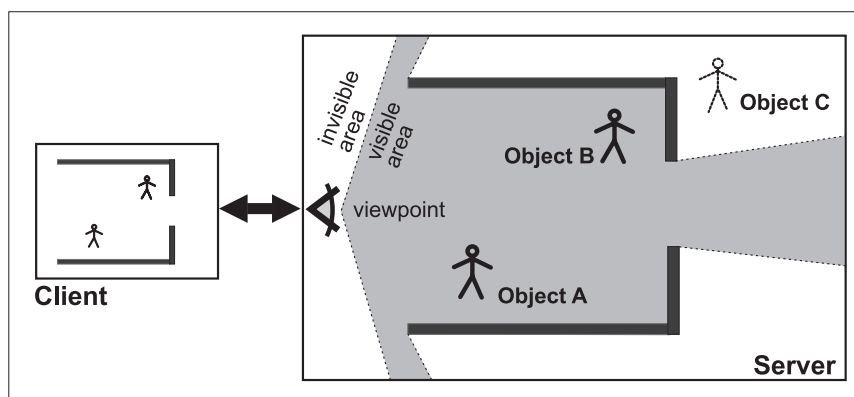 invisible
area
visible
area
Object C
Object B
viewpoint
Object A
Client
Server